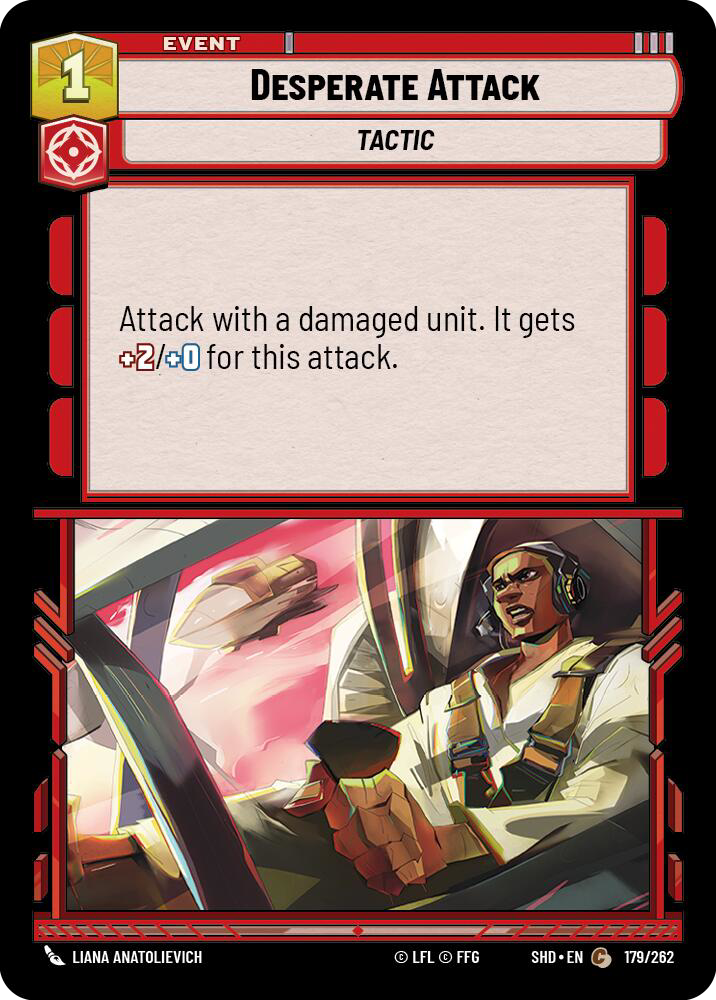 EVENT
1
DESPERATE ATTACK
TACTIC
Attack with a damaged unit. It gets
+2/+0 for this attack.
LIANA ANATOLIEVICH
© LFL © FFG
SHD • EN
C
179/262